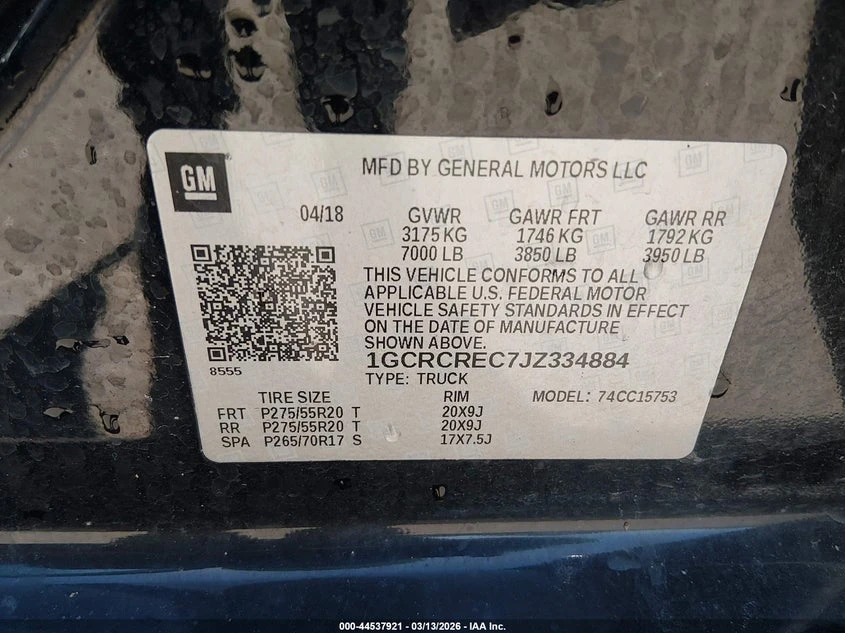 GM
MFD BY GENERAL MOTORS LLC
04/18 GVWR GAWR FRT GAWR RR
3175 KG 1746 KG 1792 KG
7000 LB 3850 LB 3950 LB
THIS VEHICLE CONFORMS TO ALL
APPLICABLE U.S. FEDERAL MOTOR
VEHICLE SAFETY STANDARDS IN EFFECT
ON THE DATE OF MANUFACTURE
SHOWN ABOVE.
1GCRCREC7JZ334884
8555
TYPE: TRUCK
TIRE SIZE RIM MODEL: 74CC15753
FRT P275/55R20 T 20X9J
RR P275/55R20 T 20X9J
SPA P265/70R17 S 17X7.5J
000-44537921 - 03/13/2026 - IAA Inc.